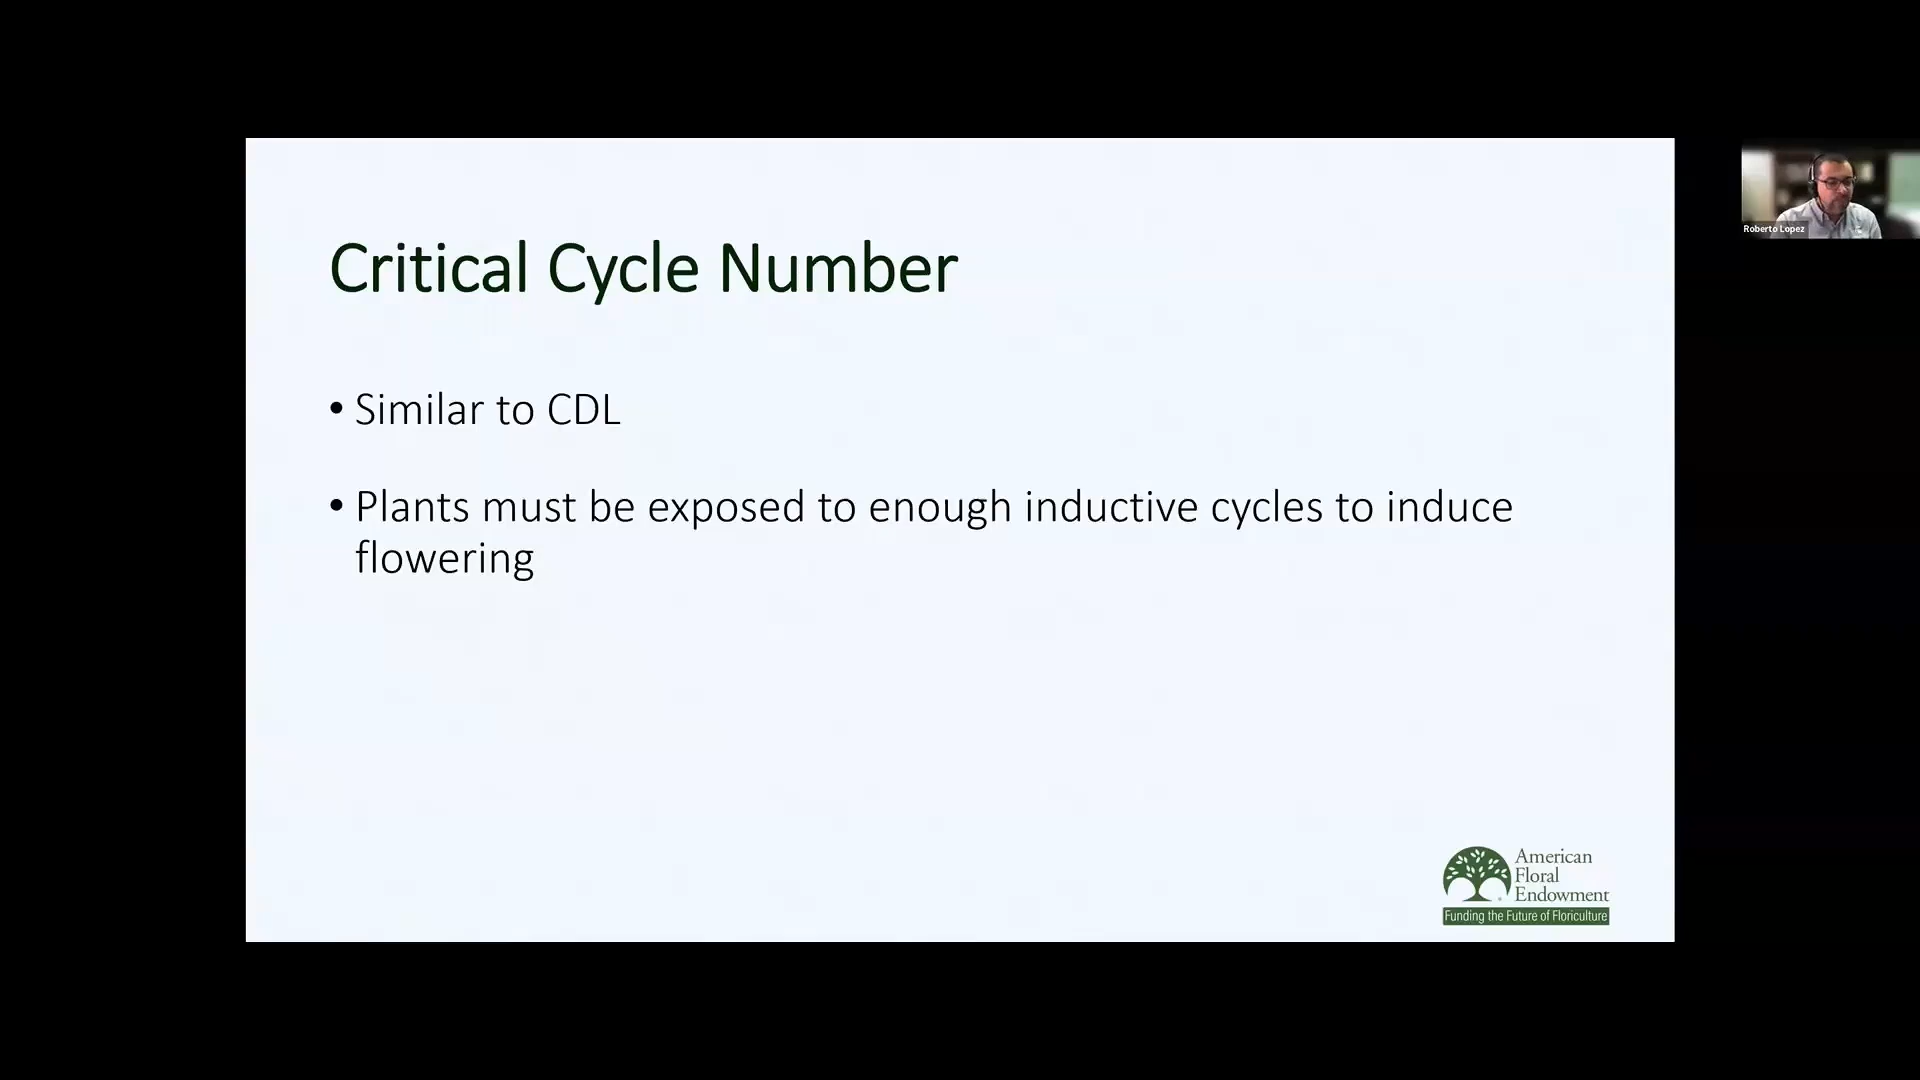 Critical Cycle Number
• Similar to CDL
• Plants must be exposed to enough inductive cycles to induce
flowering
Roberto Lopez
American
Floral
Endowment
Funding the Future of Floriculture